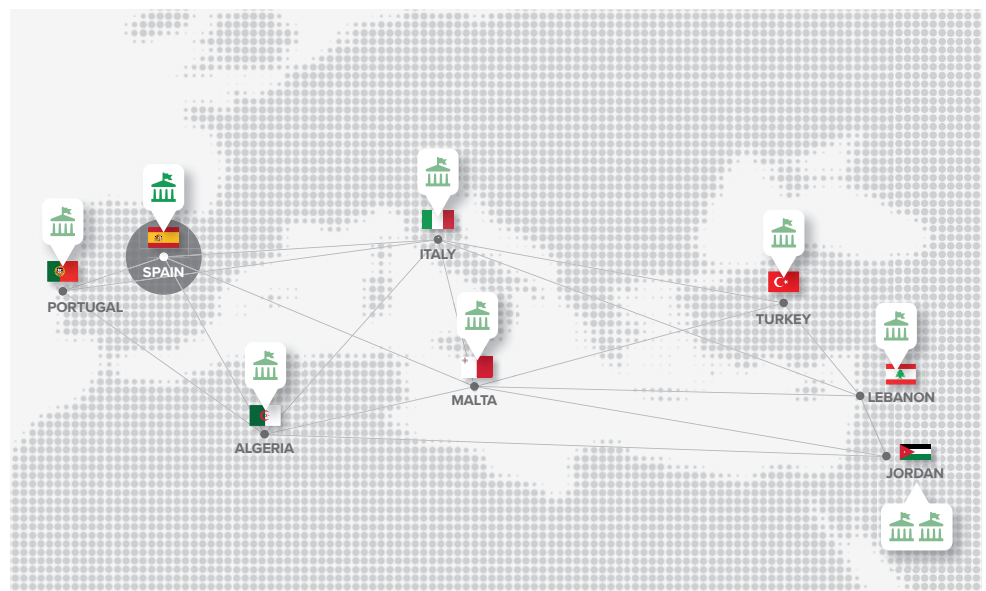 ITALY
SPAIN
PORTUGAL
TURKEY
MALTA
LEBANON
ALGERIA
JORDAN